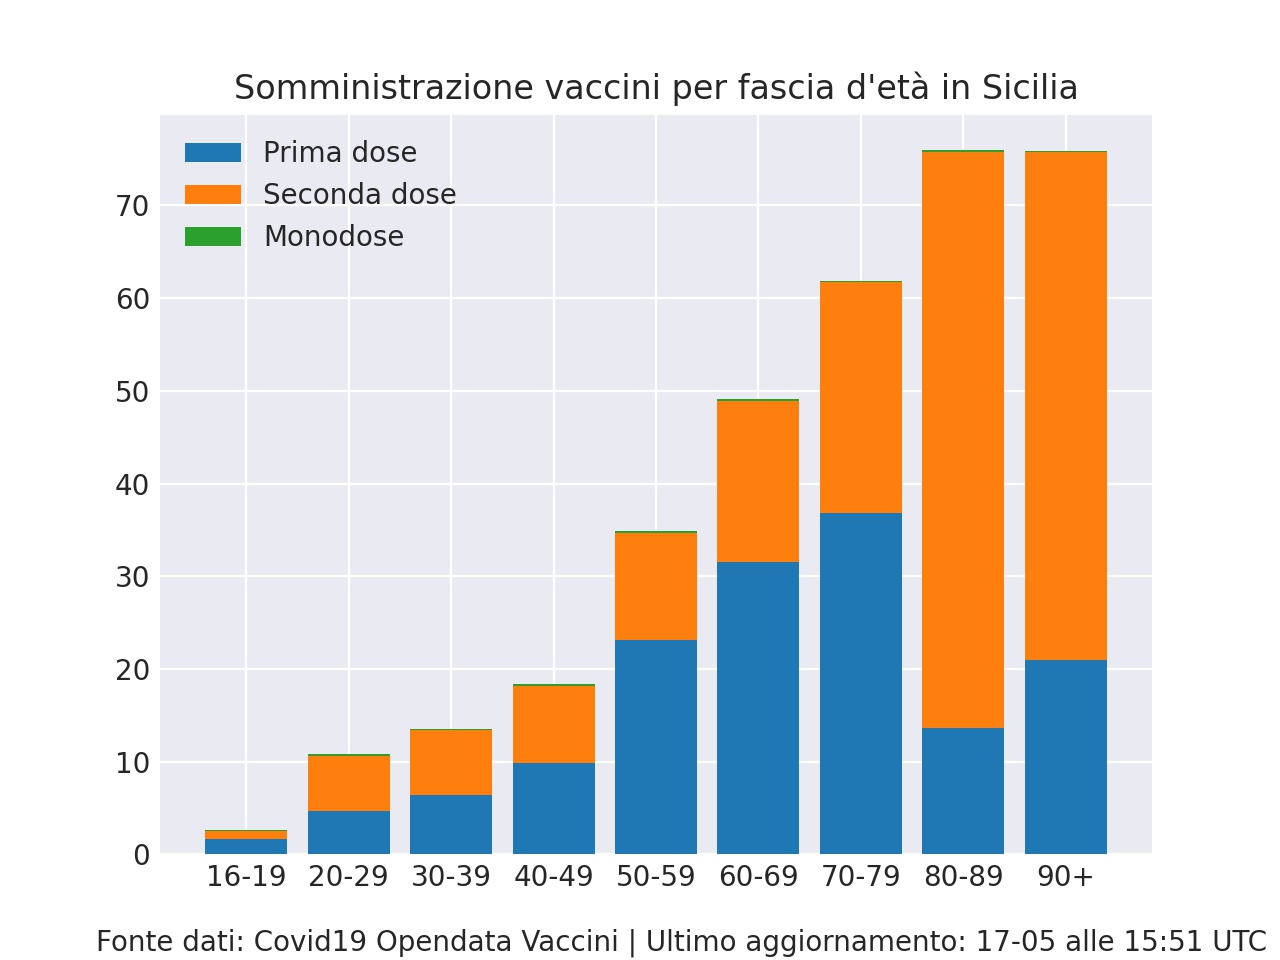 Somministrazione vaccini per fascia d'età in Sicilia
Prima dose
Seconda dose
Monodose
70
60
50
40
30
20
10
0
16-19 20-29 30-39 40-49 50-59 60-69 70-79 80-89 90+
Fonte dati: Covid19 Opendata Vaccini | Ultimo aggiornamento: 17-05 alle 15:51 UTC